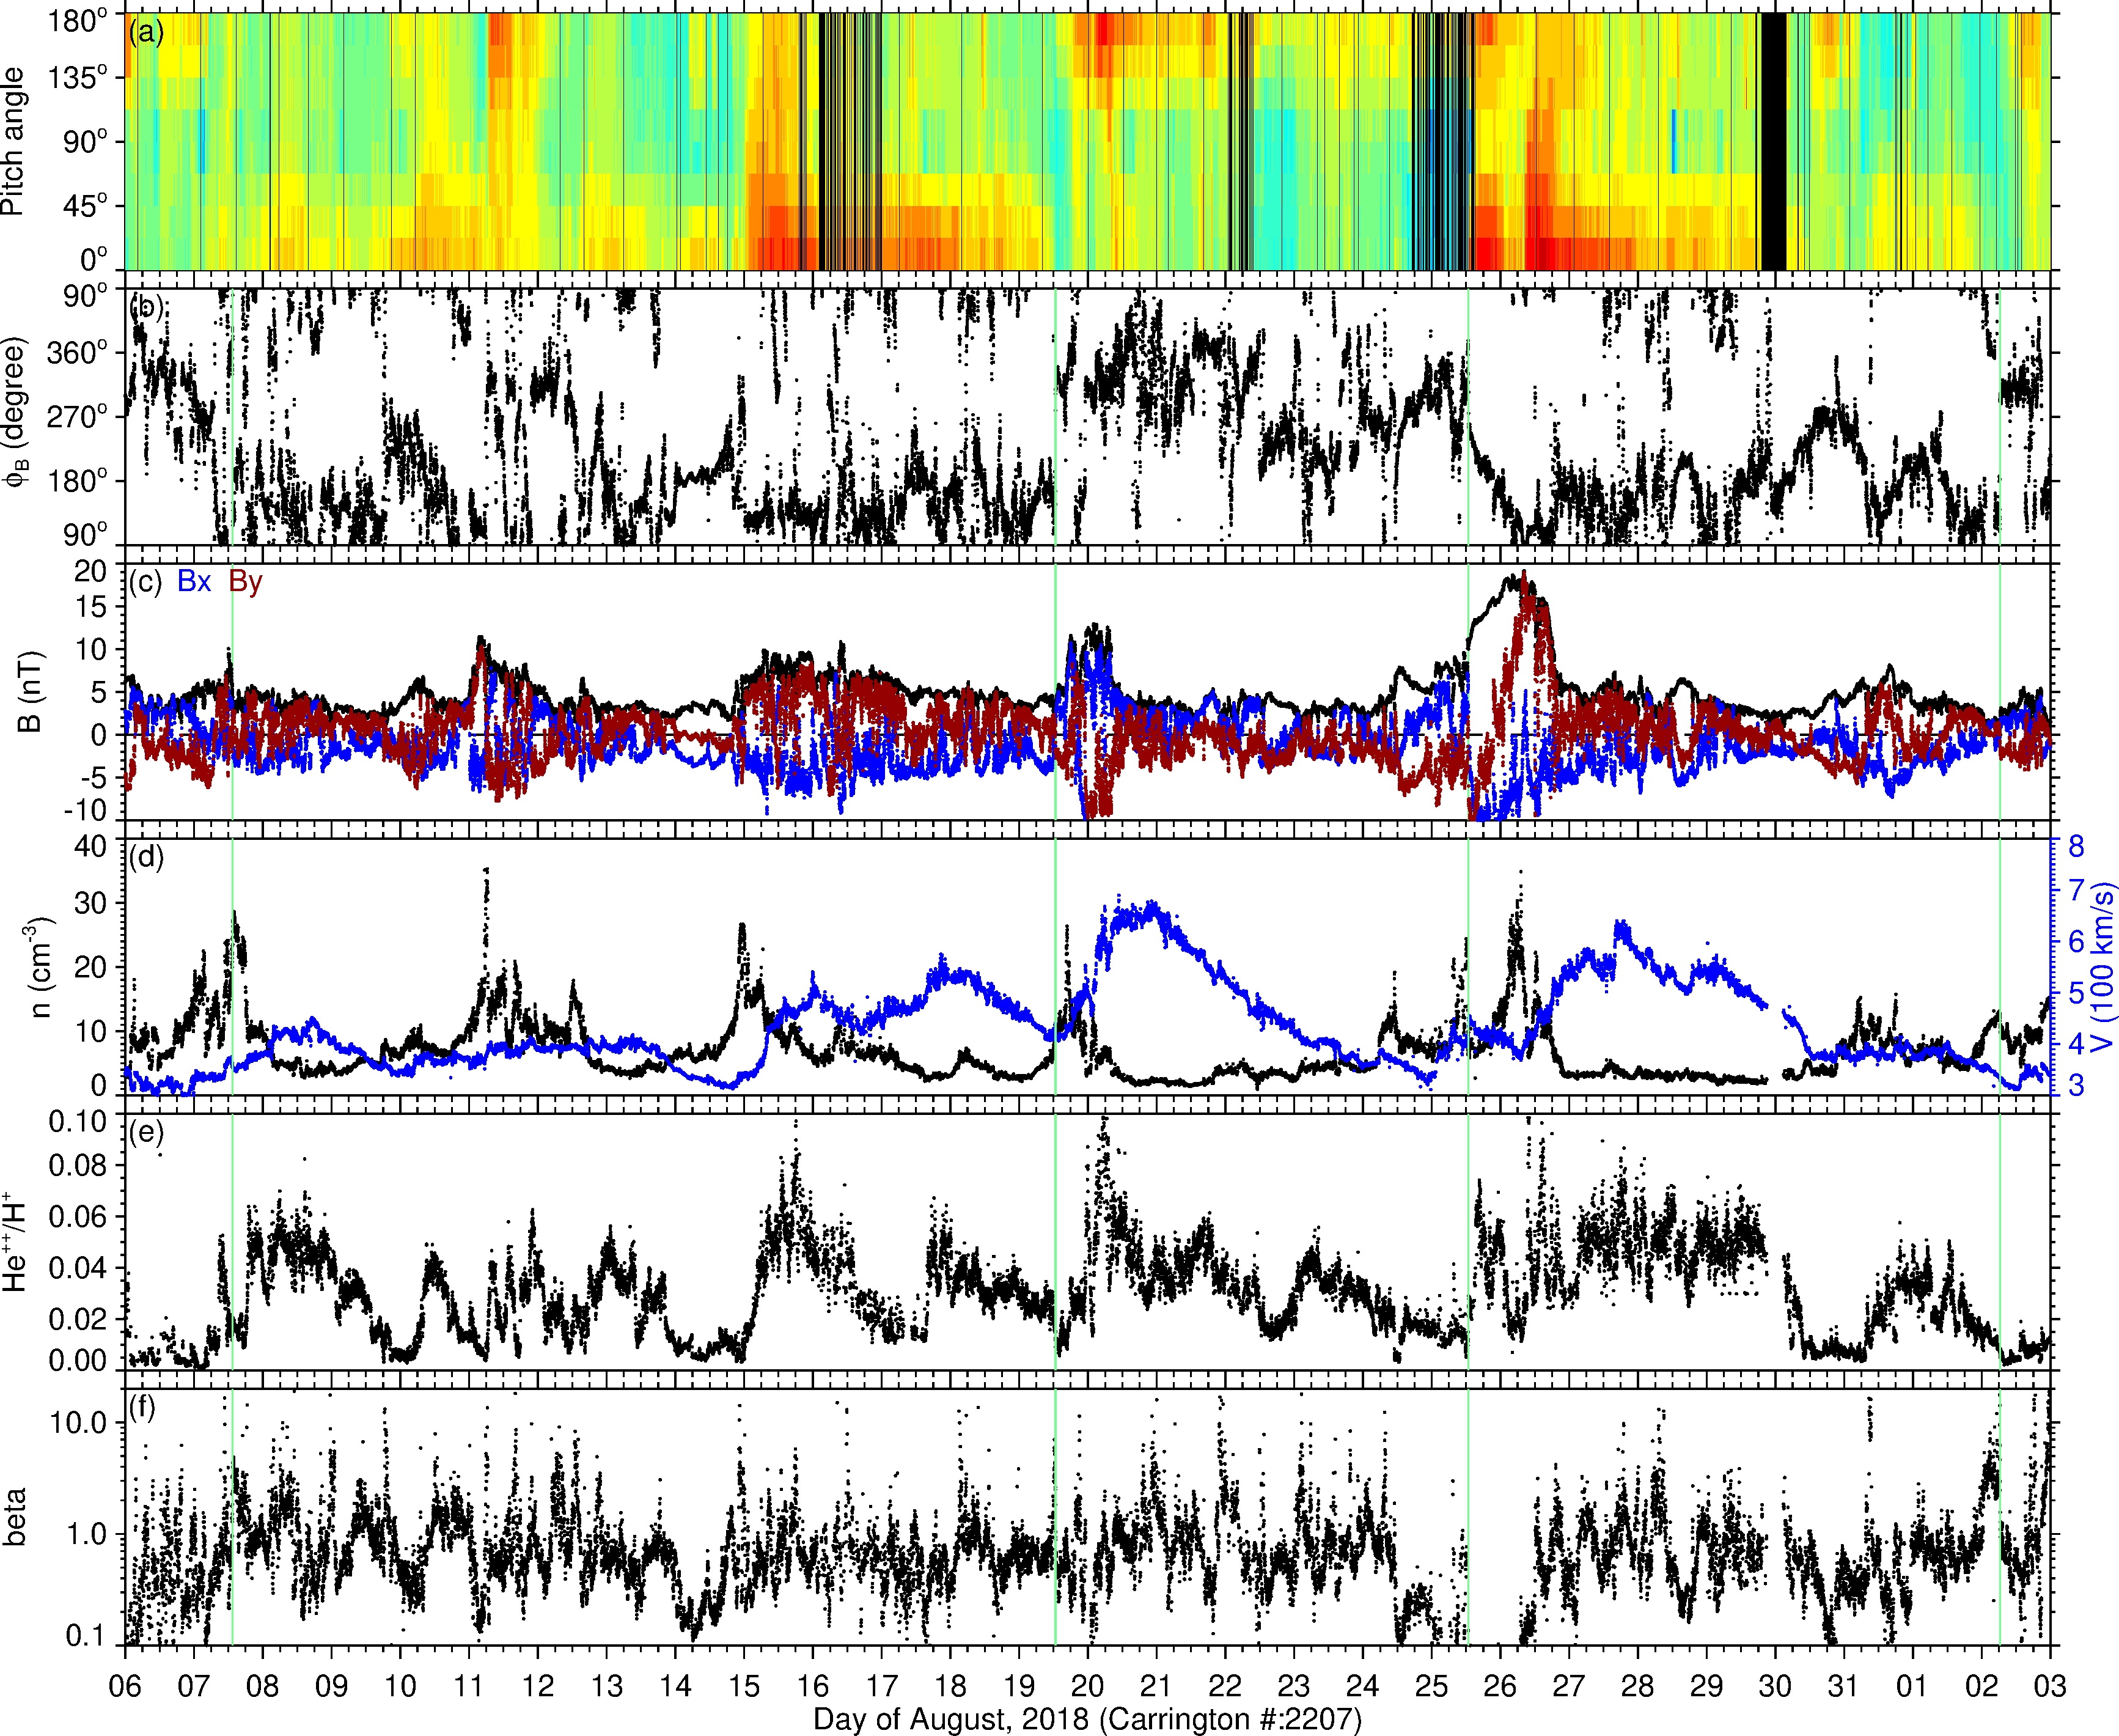 (a)
Pitch angle
180°
135°
90°
45°
0°
(b)
ϕB (degree)
90°
360°
270°
180°
90°
(c) Bx By
B (nT)
20
15
10
5
0
-5
-10
(d)
n (cm-3)
40
30
20
10
0
8
7
6
5
4
3
V (100 km/s)
(e)
He++/H+
0.10
0.08
0.06
0.04
0.02
0.00
(f)
beta
10.0
1.0
0.1
06 07 08 09 10 11 12 13 14 15 16 17 18 19 20 21 22 23 24 25 26 27 28 29 30 31 01 02 03
Day of August, 2018 (Carrington #:2207)